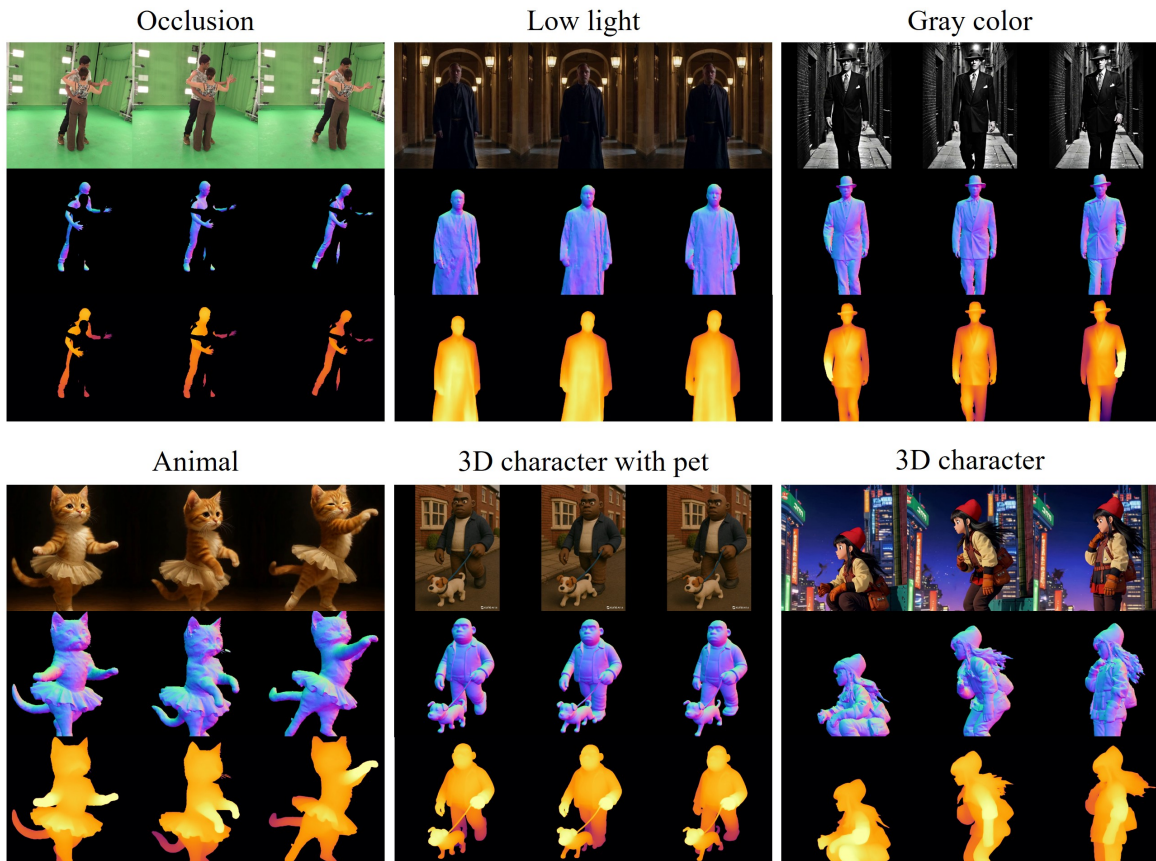 Occlusion
Low light
Gray color
Animal
3D character with pet
3D character